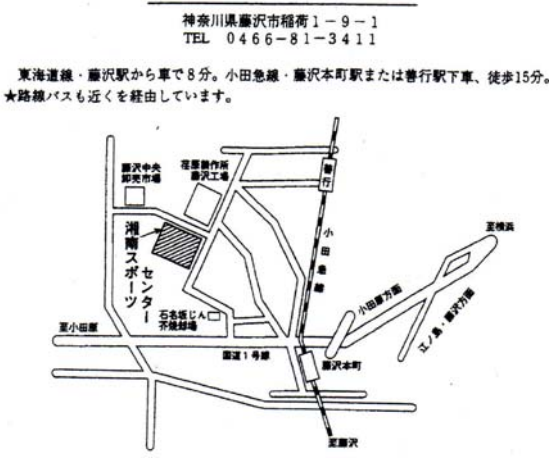 神奈川県藤沢市稲荷1-9-1
TEL 0466-81-3411
東海道線・藤沢駅から車で8分。小田急線・藤沢本町駅または善行駅下車、徒歩15分。
★路線バスも近くを経由しています。
藤沢中央
卸売市場
荏原製作所
藤沢工場
善行
小田急線
至横浜
湘南スポーツ
センター
小田原方面
江ノ島・藤沢方面
石名坂じん
芥焼却場
至小田原
国道1号線
藤沢本町
至藤沢